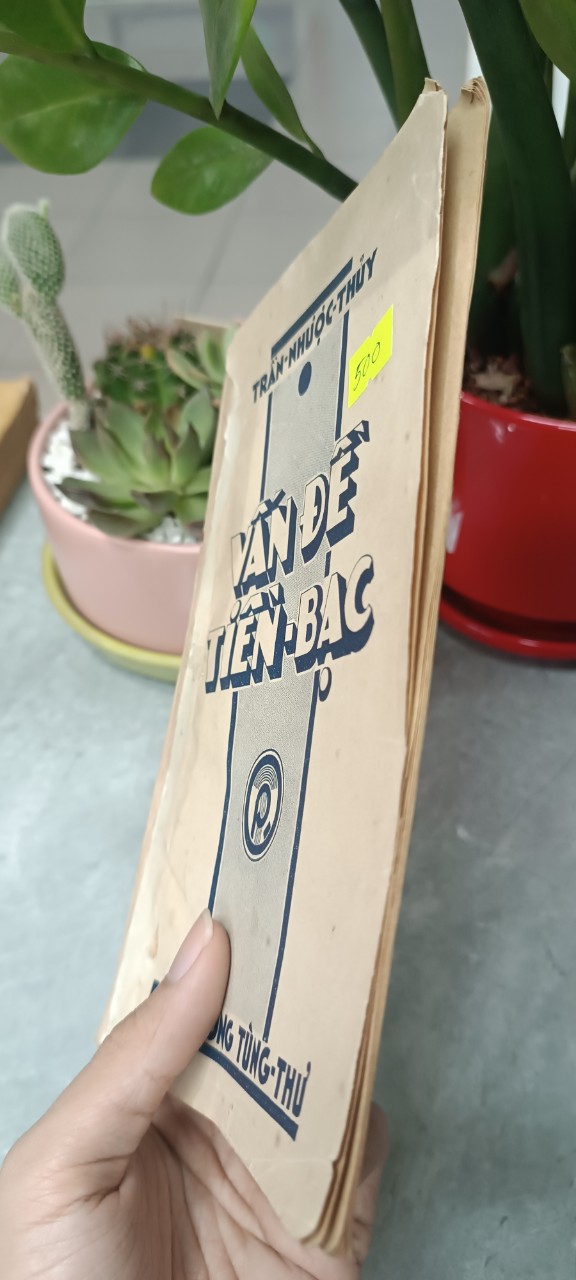 TRẦN·NHƯỢC·THỦY
500
VẤN ĐỀ
TIỀN-BẠC
TÙNG-THƯ